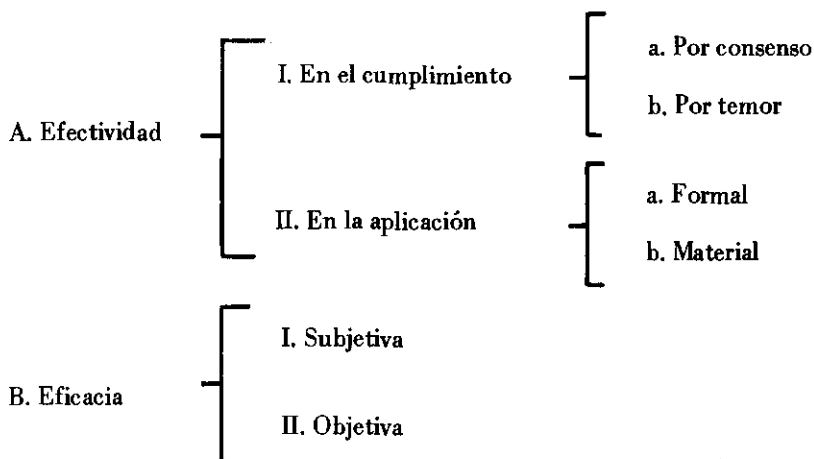 A. Efectividad
I. En el cumplimiento
a. Por consenso
b. Por temor
II. En la aplicación
a. Formal
b. Material
B. Eficacia
I. Subjetiva
II. Objetiva